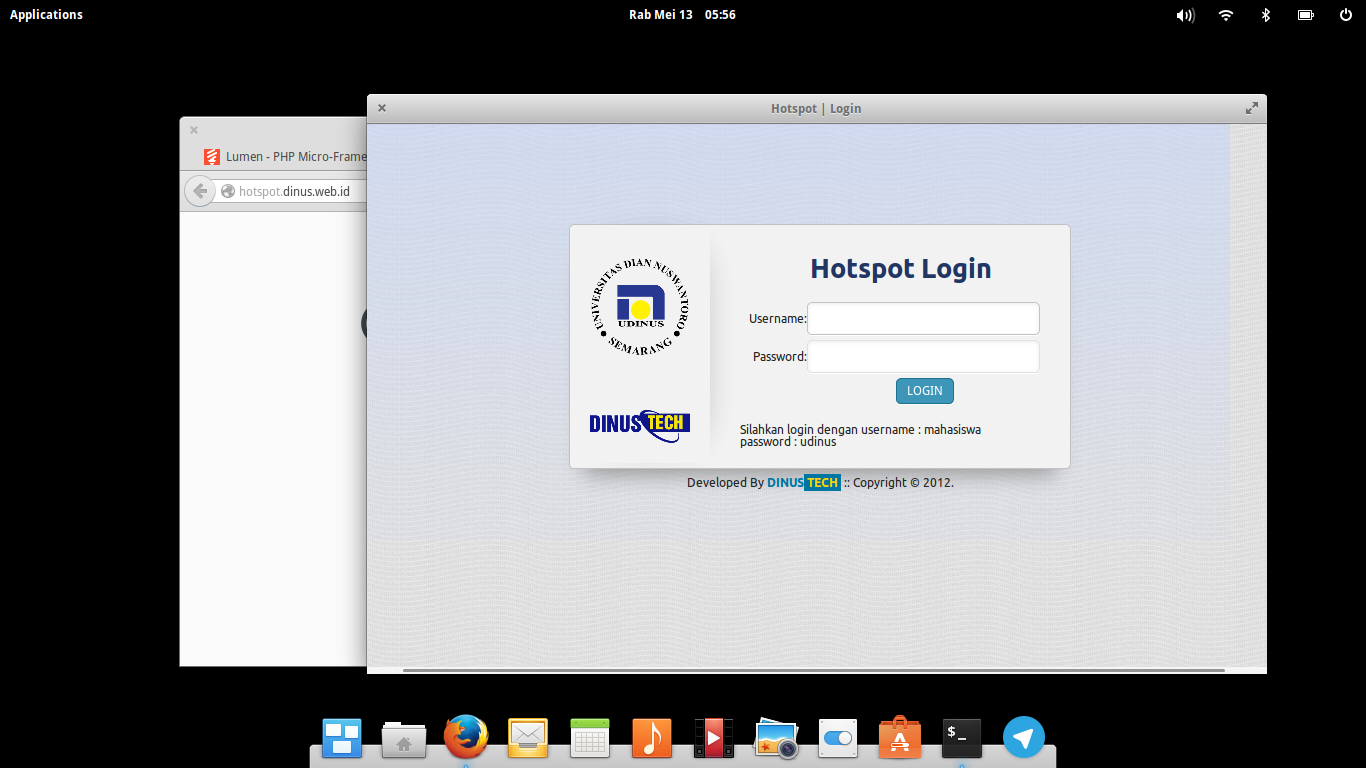 Applications
Rab Mei 13 05:56
Hotspot | Login
Lumen - PHP Micro-Frame
hotspot.dinus.web.id
UNIVERSITAS DIAN NUSWANTORO
UDINUS
SEMARANG
DINUS TECH
Hotspot Login
Username:
Password:
LOGIN
Silahkan login dengan username : mahasiswa
password : udinus
Developed By DINUS TECH :: Copyright © 2012.
$_